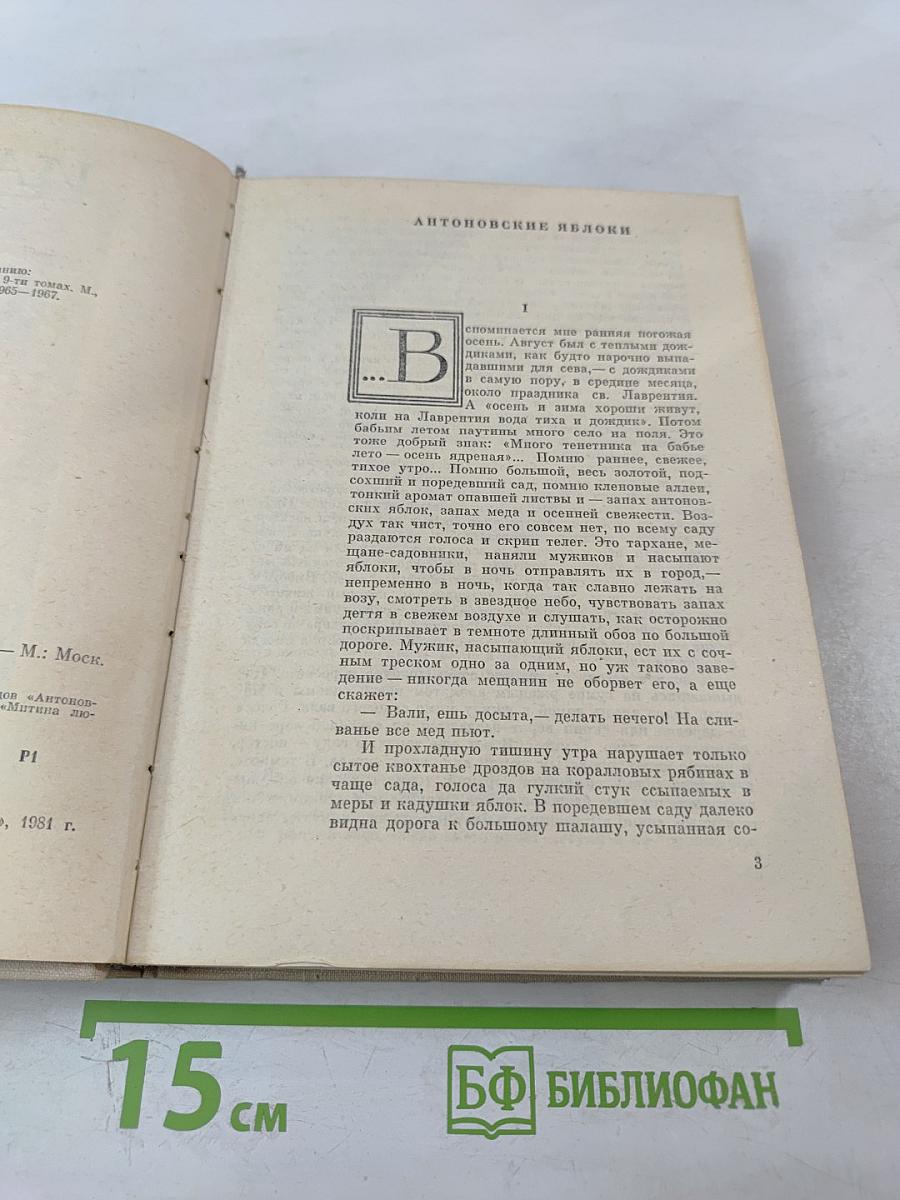 анию:
9-ти томах. М.,
965—1967.
— М.: Моск.
дов «Антонов-
«Митина лю-
Р1
», 1981 г.
АНТОНОВСКИЕ ЯБЛОКИ
I
...Вспоминается мне ранняя погожая
осень. Август был с теплыми дож-
диками, как будто нарочно выпа-
давшими для сева,— с дождиками
в самую пору, в средине месяца,
около праздника св. Лаврентия.
А «осень и зима хороши живут,
коли на Лаврентия вода тиха и дождик». Потом
бабьим летом паутины много село на поля. Это
тоже добрый знак: «Много тенетника на бабье
лето — осень ядреная»... Помню раннее, свежее,
тихое утро... Помню большой, весь золотой, под-
сохший и поредевший сад, помню кленовые аллеи,
тонкий аромат опавшей листвы и — запах антонов-
ских яблок, запах меда и осенней свежести. Воз-
дух так чист, точно его совсем нет, по всему саду
раздаются голоса и скрип телег. Это тархане, ме-
щане-садовники, наняли мужиков и насыпают
яблоки, чтобы в ночь отправлять их в город,—
непременно в ночь, когда так славно лежать на
возу, смотреть в звездное небо, чувствовать запах
дегтя в свежем воздухе и слушать, как осторожно
поскрипывает в темноте длинный обоз по большой
дороге. Мужик, насыпающий яблоки, ест их с соч-
ным треском одно за одним, но уж таково заве-
дение — никогда мещанин не оборвет его, а еще
скажет:
— Вали, ешь досыта,— делать нечего! На сли-
ванье все мед пьют.
И прохладную тишину утра нарушает только
сытое квохтанье дроздов на коралловых рябинах в
чаще сада, голоса да гулкий стук ссыпаемых в
меры и кадушки яблок. В поредевшем саду далеко
видна дорога к большому шалашу, усыпанная со-
3
15 см
БФ БИБЛИОФАН